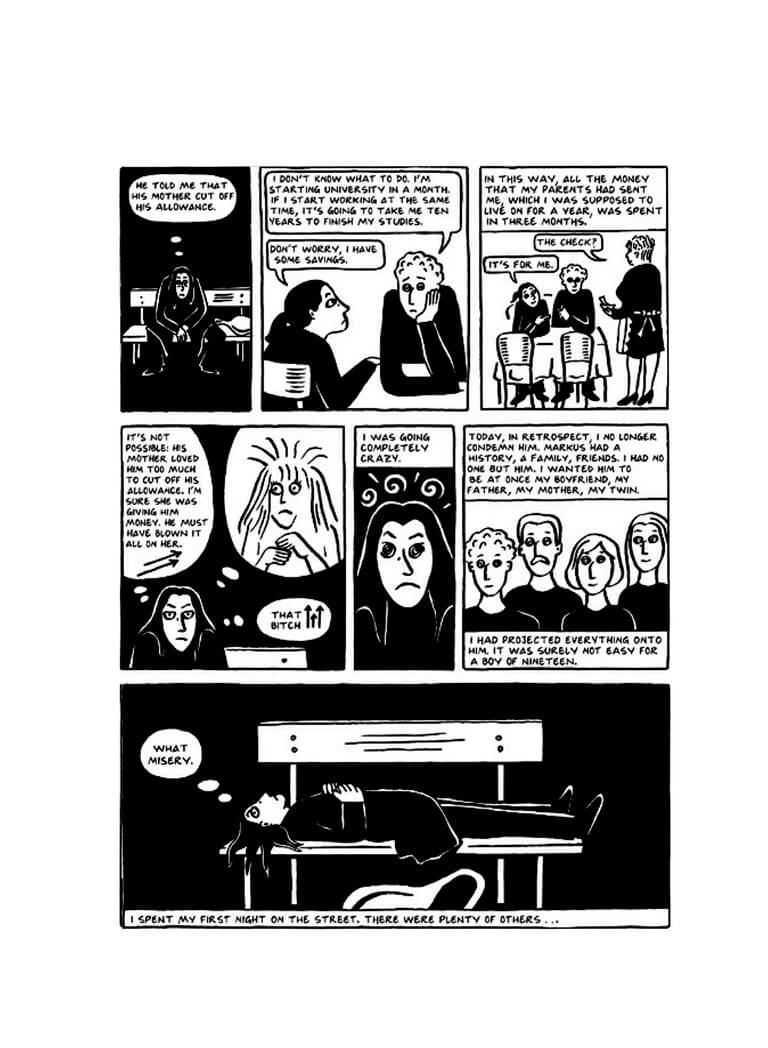 HE TOLD ME THAT
HIS MOTHER CUT OFF
HIS ALLOWANCE.
I DON'T KNOW WHAT TO DO. I'M
STARTING UNIVERSITY IN A MONTH.
IF I START WORKING AT THE SAME
TIME, IT'S GOING TO TAKE ME TEN
YEARS TO FINISH MY STUDIES.
DON'T WORRY, I HAVE
SOME SAVINGS.
IN THIS WAY, ALL THE MONEY
THAT MY PARENTS HAD SENT
ME, WHICH I WAS SUPPOSED TO
LIVE ON FOR A YEAR, WAS SPENT
IN THREE MONTHS.
THE CHECK?
IT'S FOR ME.
IT'S NOT
POSSIBLE: HIS
MOTHER LOVED
HIM TOO MUCH
TO CUT OFF HIS
ALLOWANCE. I'M
SURE SHE WAS
GIVING HIM
MONEY. HE MUST
HAVE BLOWN IT
ALL ON HER.
THAT
BITCH
I WAS GOING
COMPLETELY
CRAZY.
TODAY, IN RETROSPECT, I NO LONGER
CONDEMN HIM. MARKUS HAD A
HISTORY, A FAMILY, FRIENDS. I HAD NO
ONE BUT HIM. I WANTED HIM TO
BE AT ONCE MY BOYFRIEND, MY
FATHER, MY MOTHER, MY TWIN.
I HAD PROJECTED EVERYTHING ONTO
HIM. IT WAS SURELY NOT EASY FOR
A BOY OF NINETEEN.
WHAT
MISERY.
I SPENT MY FIRST NIGHT ON THE STREET. THERE WERE PLENTY OF OTHERS...